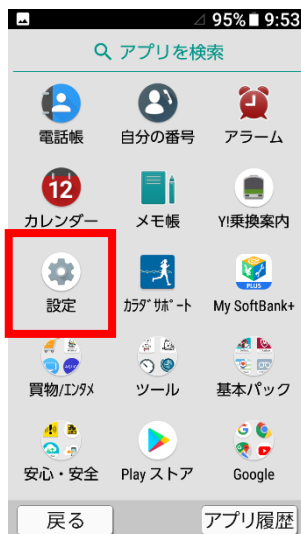 95% 9:53
アプリを検索
電話帳 自分の番号 アラーム
12
カレンダー メモ帳 Y!乗換案内
PLUS
設定 ｶﾗﾀﾞｻﾎﾟｰﾄ My SoftBank+
買物/ｴﾝﾀﾒ ツール 基本パック
安心・安全 Play ストア Google
戻る アプリ履歴